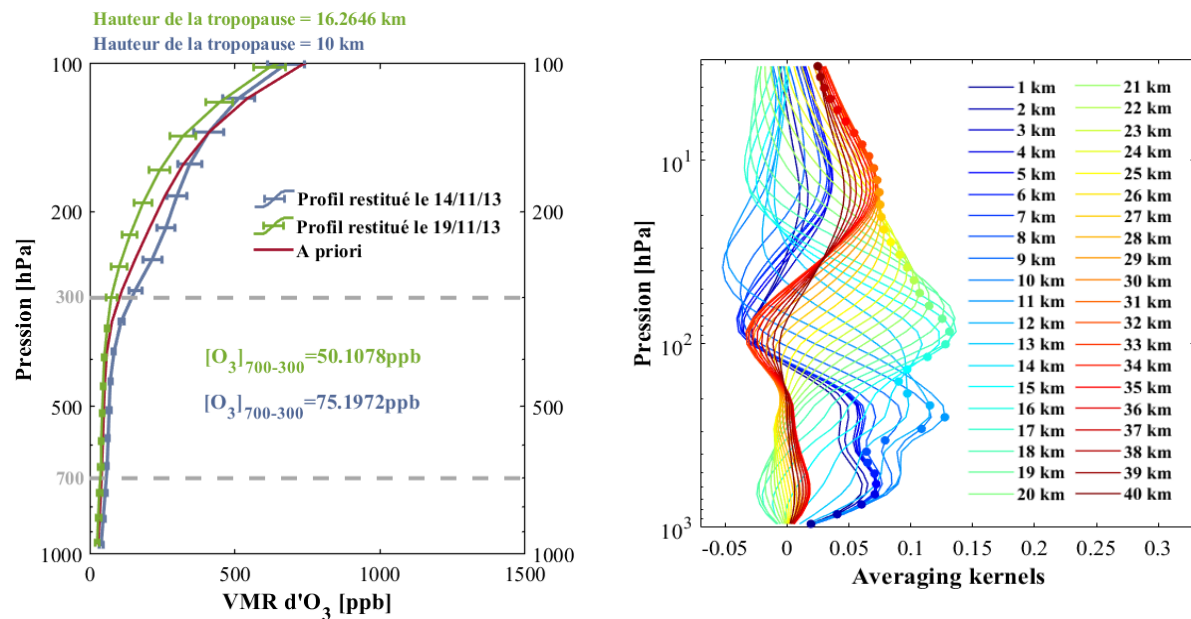 Hauteur de la tropopause = 16.2646 km
Hauteur de la tropopause = 10 km
100
200
300
500
700
1000
Pression [hPa]
100
200
300
500
700
1000
0
500
1000
1500
VMR d'O3 [ppb]
Profil restitué le 14/11/13
Profil restitué le 19/11/13
A priori
[O3]700-300=50.1078ppb
[O3]700-300=75.1972ppb
10^1
10^2
10^3
Pression [hPa]
-0.05
0
0.05
0.1
0.15
0.2
0.25
0.3
Averaging kernels
1 km
2 km
3 km
4 km
5 km
6 km
7 km
8 km
9 km
10 km
11 km
12 km
13 km
14 km
15 km
16 km
17 km
18 km
19 km
20 km
21 km
22 km
23 km
24 km
25 km
26 km
27 km
28 km
29 km
30 km
31 km
32 km
33 km
34 km
35 km
36 km
37 km
38 km
39 km
40 km